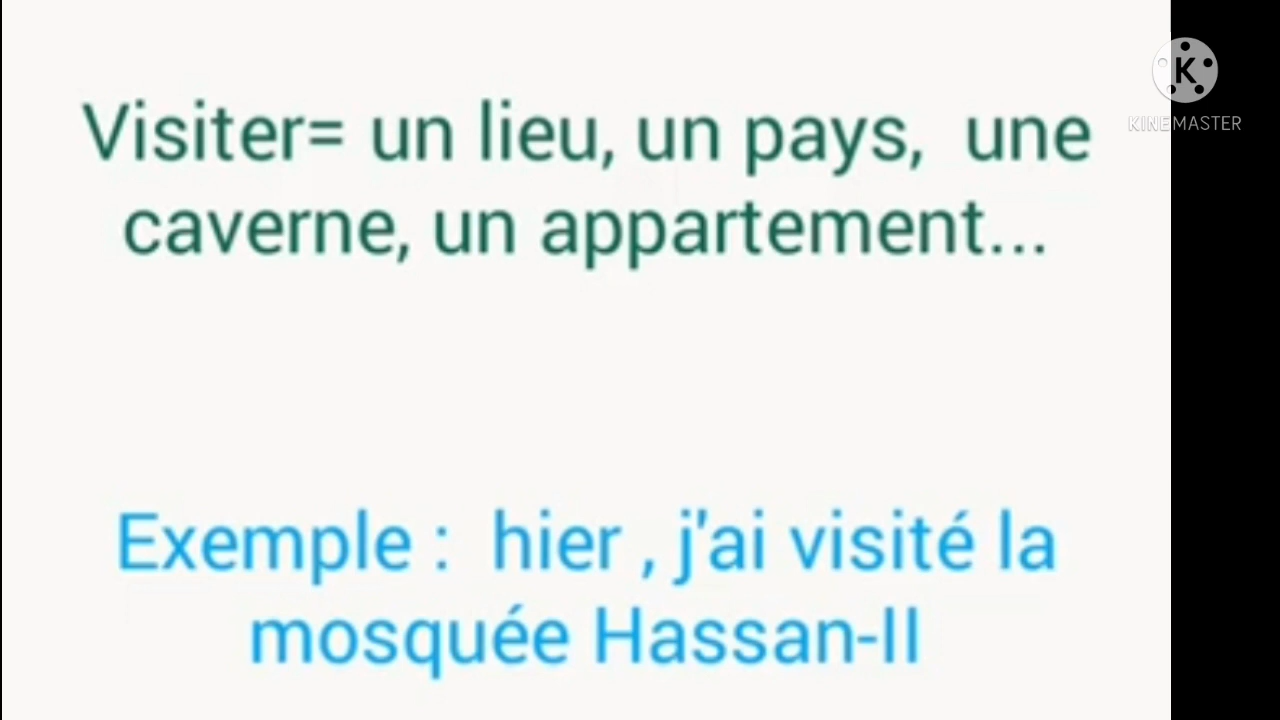 Visiter= un lieu, un pays,  une
caverne, un appartement...
Exemple :  hier , j'ai visité la
mosquée Hassan-II
K
KINEMASTER